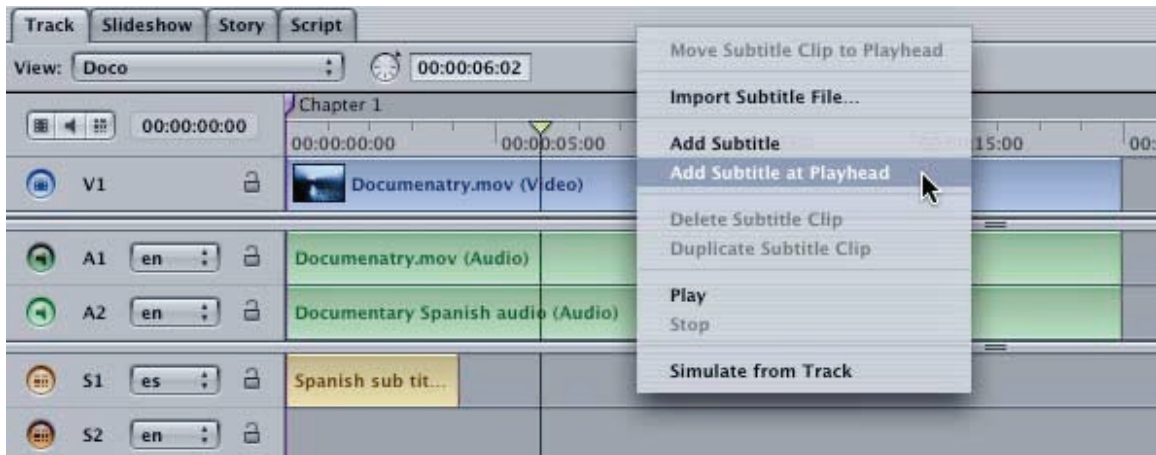 Track Slideshow Story Script
View: Doco 00:00:06:02
Chapter 1
00:00:00:00
00:00:00:00 00:00:05:00 15:00 00:
V1 Documenatry.mov (Video)
A1 en Documenatry.mov (Audio)
A2 en Documentary Spanish audio (Audio)
S1 es Spanish sub tit...
S2 en
Move Subtitle Clip to Playhead
Import Subtitle File...
Add Subtitle
Add Subtitle at Playhead
Delete Subtitle Clip
Duplicate Subtitle Clip
Play
Stop
Simulate from Track